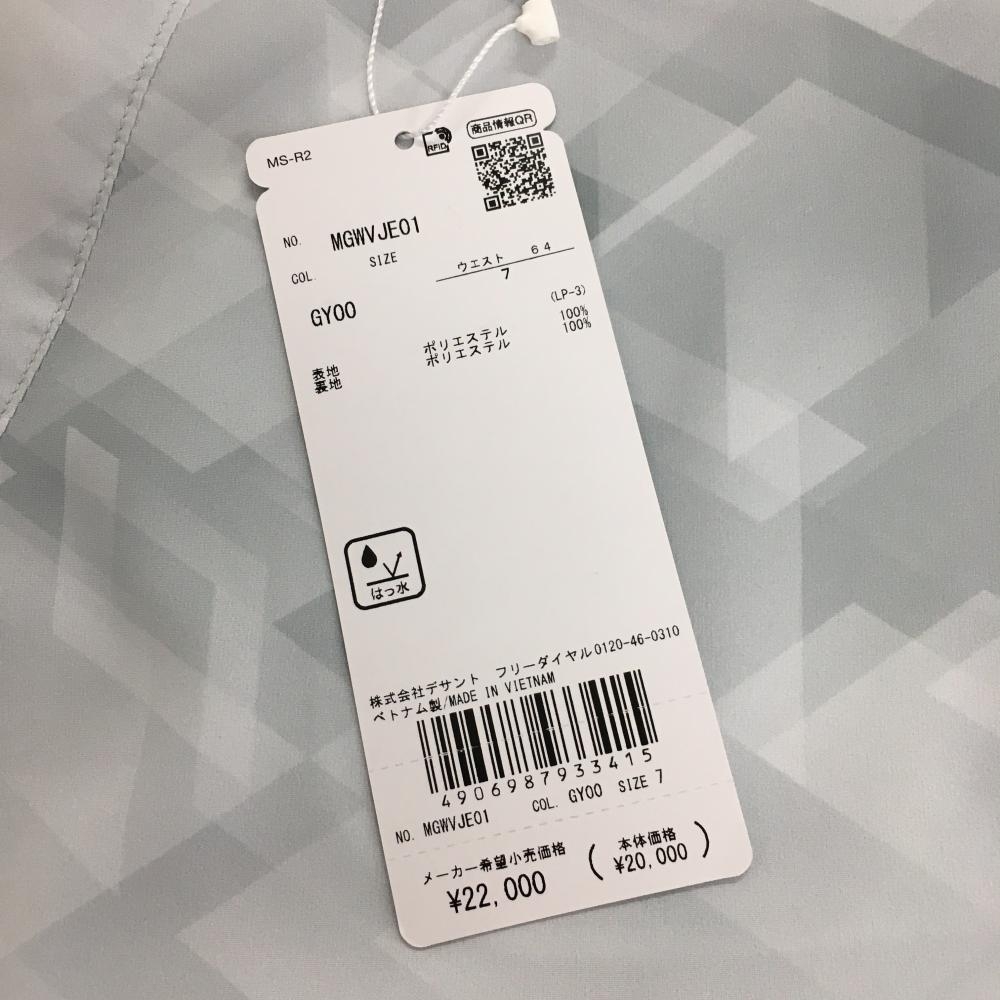 MS-R2
RFID
商品情報QR
NO. MGWVJE01
COL. SIZE
ウエスト 64
7
GY00
(LP-3)
表地 ポリエステル 100%
裏地 ポリエステル 100%
はっ水
株式会社デサント フリーダイヤル0120-46-0310
ベトナム製/MADE IN VIETNAM
4906987933415
NO. MGWVJE01 COL. GY00 SIZE 7
メーカー希望小売価格 (本体価格
¥22,000 ¥20,000)